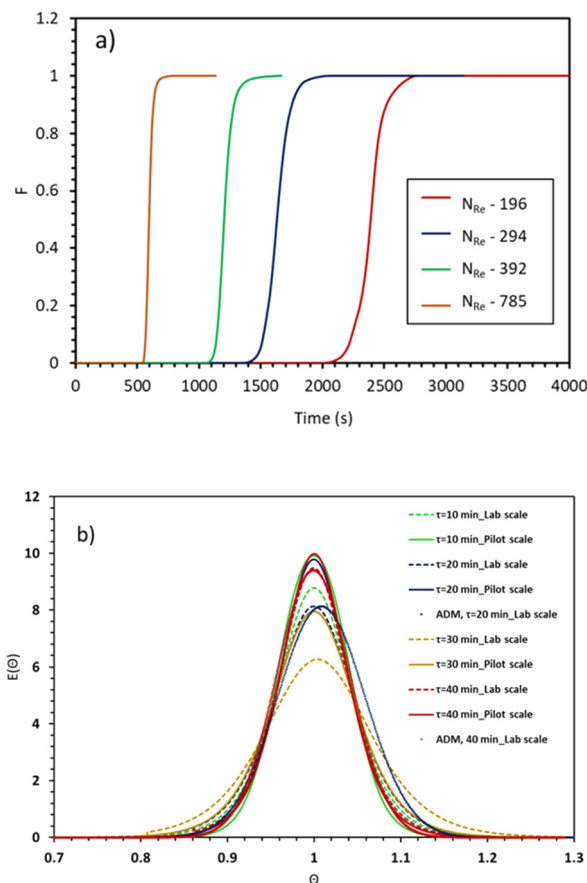 a)
1.2
1
0.8
0.6
0.4
0.2
0
F
N_Re - 196
N_Re - 294
N_Re - 392
N_Re - 785
0 500 1000 1500 2000 2500 3000 3500 4000
Time (s)
b)
12
10
8
6
4
2
0
E(Θ)
τ=10 min_Lab scale
τ=10 min_Pilot scale
τ=20 min_Lab scale
τ=20 min_Pilot scale
ADM, τ=20 min_Lab scale
τ=30 min_Lab scale
τ=30 min_Pilot scale
τ=40 min_Lab scale
τ=40 min_Pilot scale
ADM, 40 min_Lab scale
0.7 0.8 0.9 1 1.1 1.2 1.3
Θ